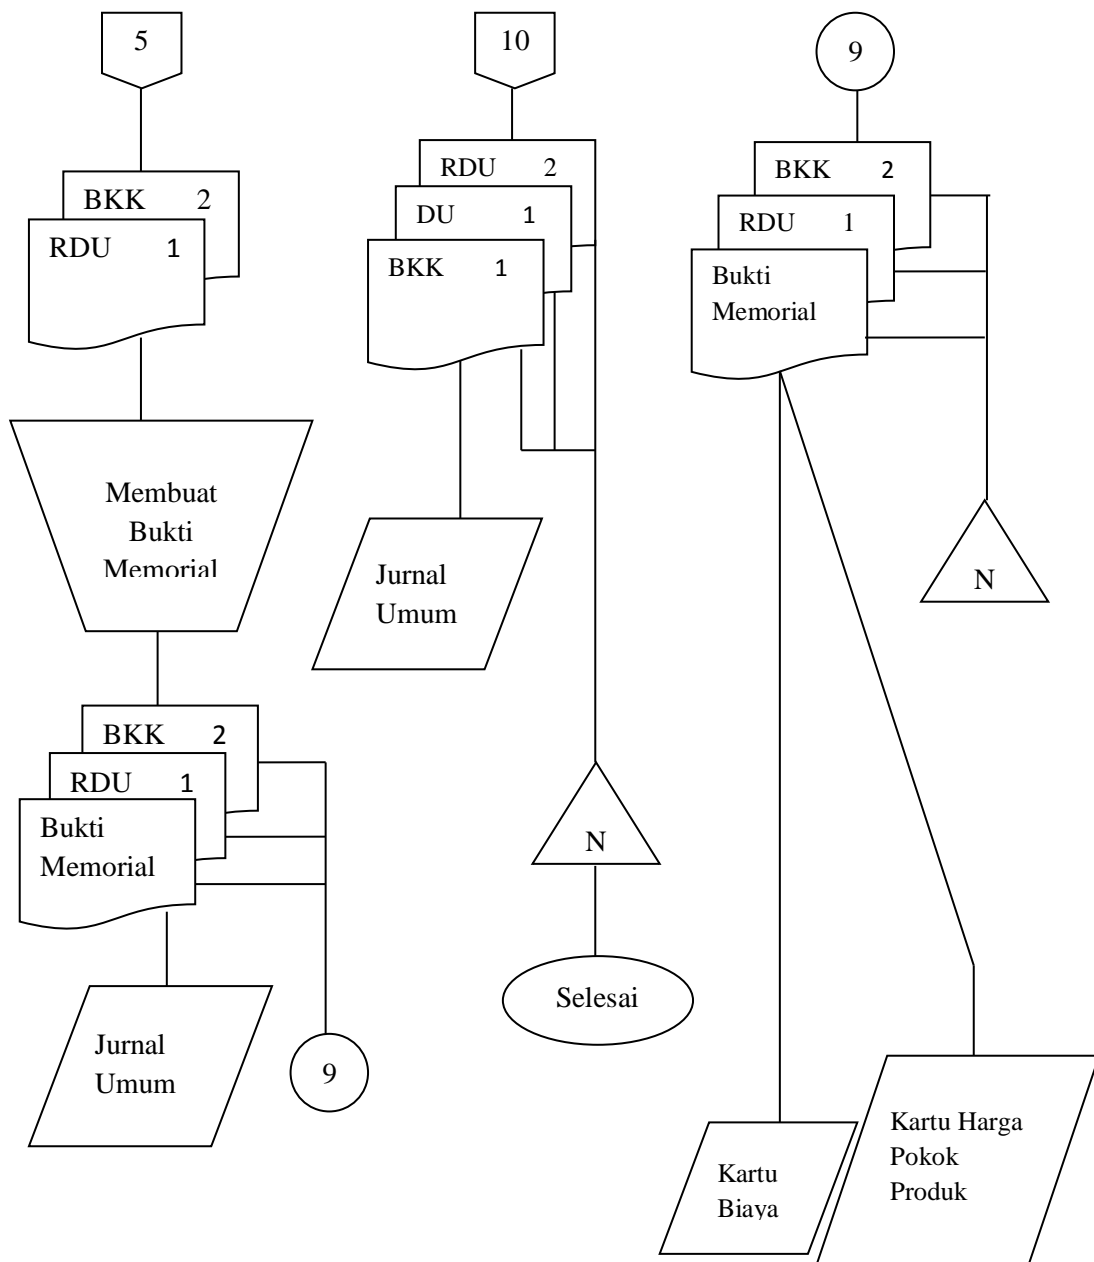 5
BKK 2
RDU 1
Membuat
Bukti
Memorial
BKK 2
RDU 1
Bukti
Memorial
Jurnal
Umum
9
10
RDU 2
DU 1
BKK 1
Jurnal
Umum
N
Selesai
9
BKK 2
RDU 1
Bukti
Memorial
N
Kartu
Biaya
Kartu Harga
Pokok
Produk